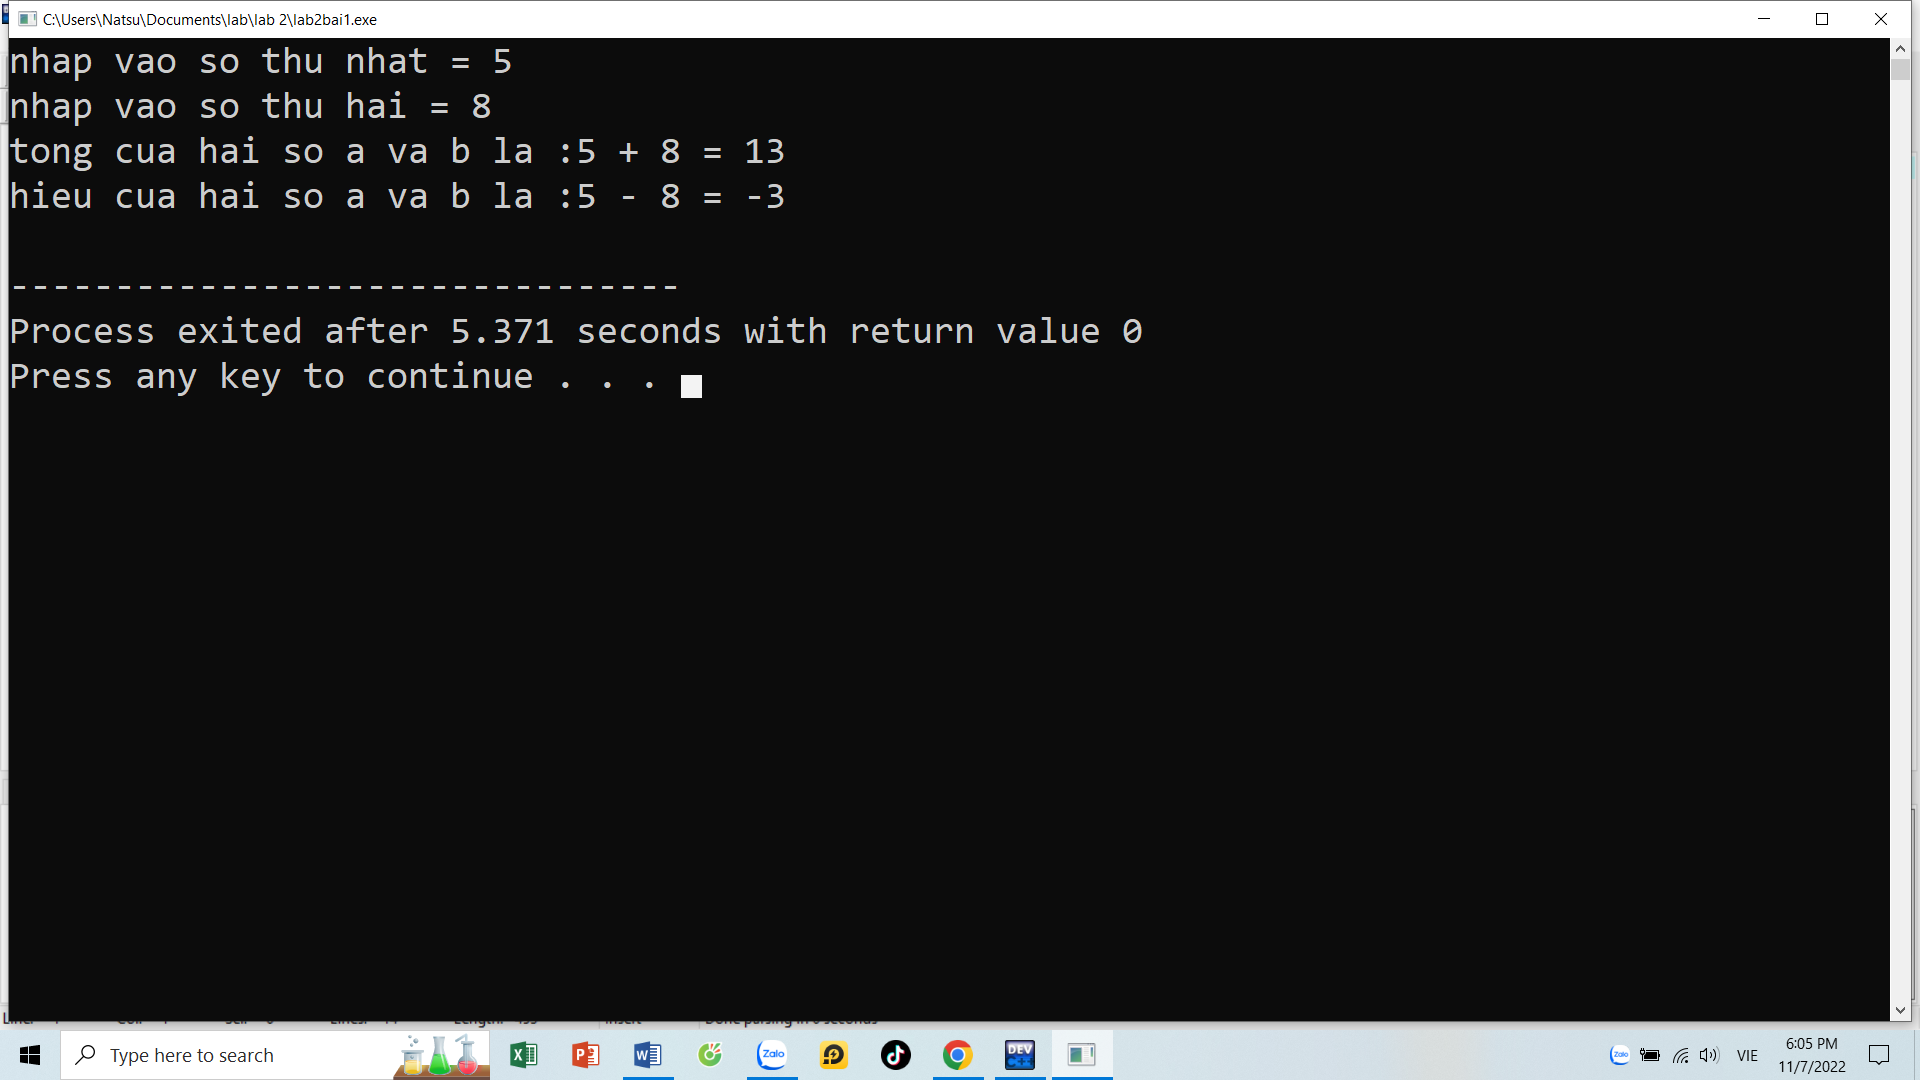 C:\Users\Natsu\Documents\lab\lab 2\lab2bai1.exe
nhap vao so thu nhat = 5
nhap vao so thu hai = 8
tong cua hai so a va b la :5 + 8 = 13
hieu cua hai so a va b la :5 - 8 = -3
--------------------------------
Process exited after 5.371 seconds with return value 0
Press any key to continue . . .
Type here to search
Zalo
DEV
Zalo
VIE
6:05 PM
11/7/2022